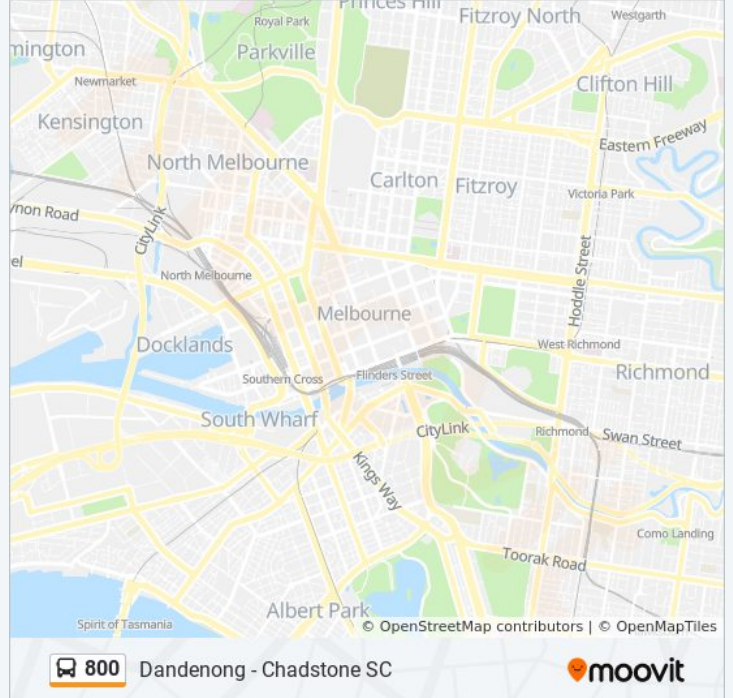 Princes Hill
Fitzroy North
Westgarth
Royal Park
mington
Parkville
Newmarket
Clifton Hill
Kensington
Eastern Freeway
North Melbourne
Carlton
Fitzroy
Victoria Park
ynon Road
CityLink
el
North Melbourne
Hoddle Street
Melbourne
Docklands
West Richmond
Richmond
Southern Cross
Flinders Street
South Wharf
CityLink
Richmond
Swan Street
Kings Way
Como Landing
Toorak Road
Albert Park
Spirit of Tasmania
© OpenStreetMap contributors | © OpenMapTiles
800 Dandenong - Chadstone SC
moovit